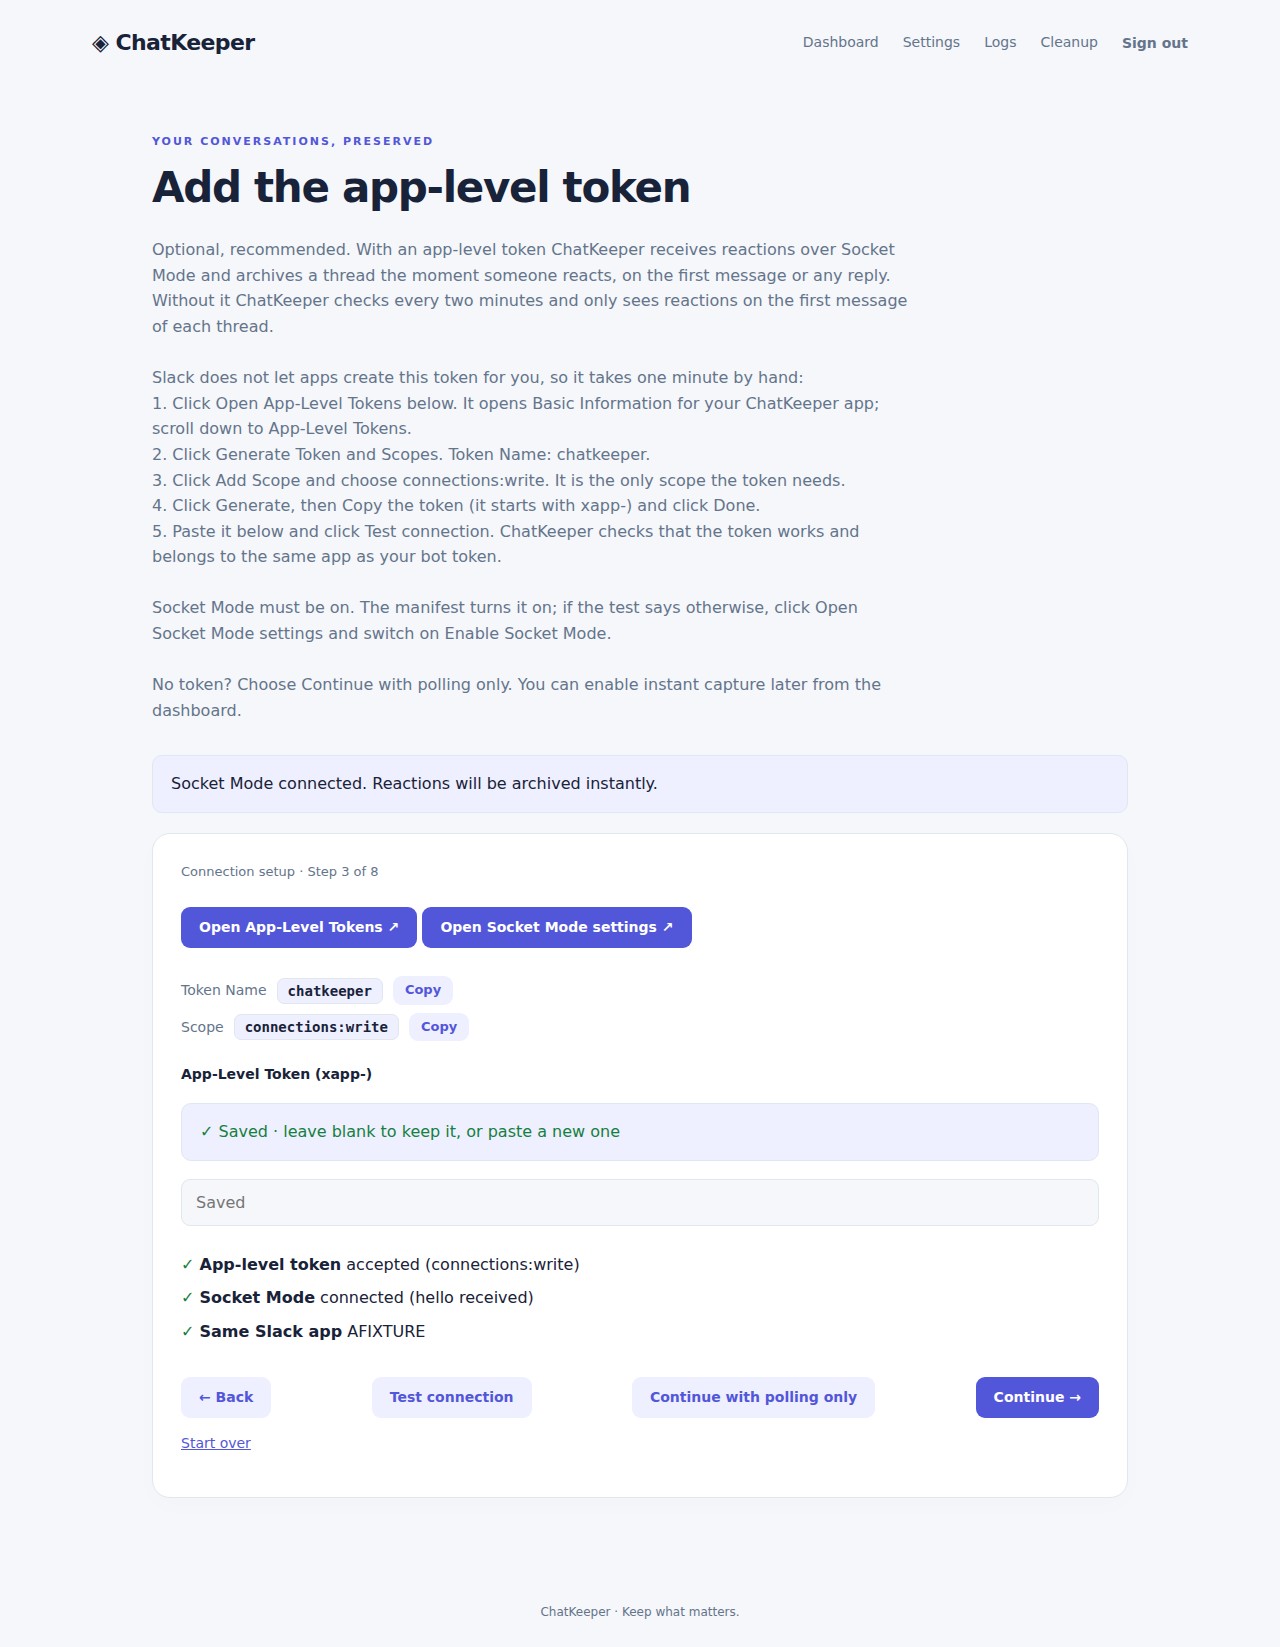 ◈ ChatKeeper
Dashboard Settings Logs Cleanup Sign out
YOUR CONVERSATIONS, PRESERVED
Add the app-level token
Optional, recommended. With an app-level token ChatKeeper receives reactions over Socket
Mode and archives a thread the moment someone reacts, on the first message or any reply.
Without it ChatKeeper checks every two minutes and only sees reactions on the first message
of each thread.
Slack does not let apps create this token for you, so it takes one minute by hand:
1. Click Open App-Level Tokens below. It opens Basic Information for your ChatKeeper app;
scroll down to App-Level Tokens.
2. Click Generate Token and Scopes. Token Name: chatkeeper.
3. Click Add Scope and choose connections:write. It is the only scope the token needs.
4. Click Generate, then Copy the token (it starts with xapp-) and click Done.
5. Paste it below and click Test connection. ChatKeeper checks that the token works and
belongs to the same app as your bot token.
Socket Mode must be on. The manifest turns it on; if the test says otherwise, click Open
Socket Mode settings and switch on Enable Socket Mode.
No token? Choose Continue with polling only. You can enable instant capture later from the
dashboard.
Socket Mode connected. Reactions will be archived instantly.
Connection setup · Step 3 of 8
Open App-Level Tokens ↗ Open Socket Mode settings ↗
Token Name chatkeeper Copy
Scope connections:write Copy
App-Level Token (xapp-)
✓ Saved · leave blank to keep it, or paste a new one
Saved
✓ App-level token accepted (connections:write)
✓ Socket Mode connected (hello received)
✓ Same Slack app AFIXTURE
← Back Test connection Continue with polling only Continue →
Start over
ChatKeeper · Keep what matters.